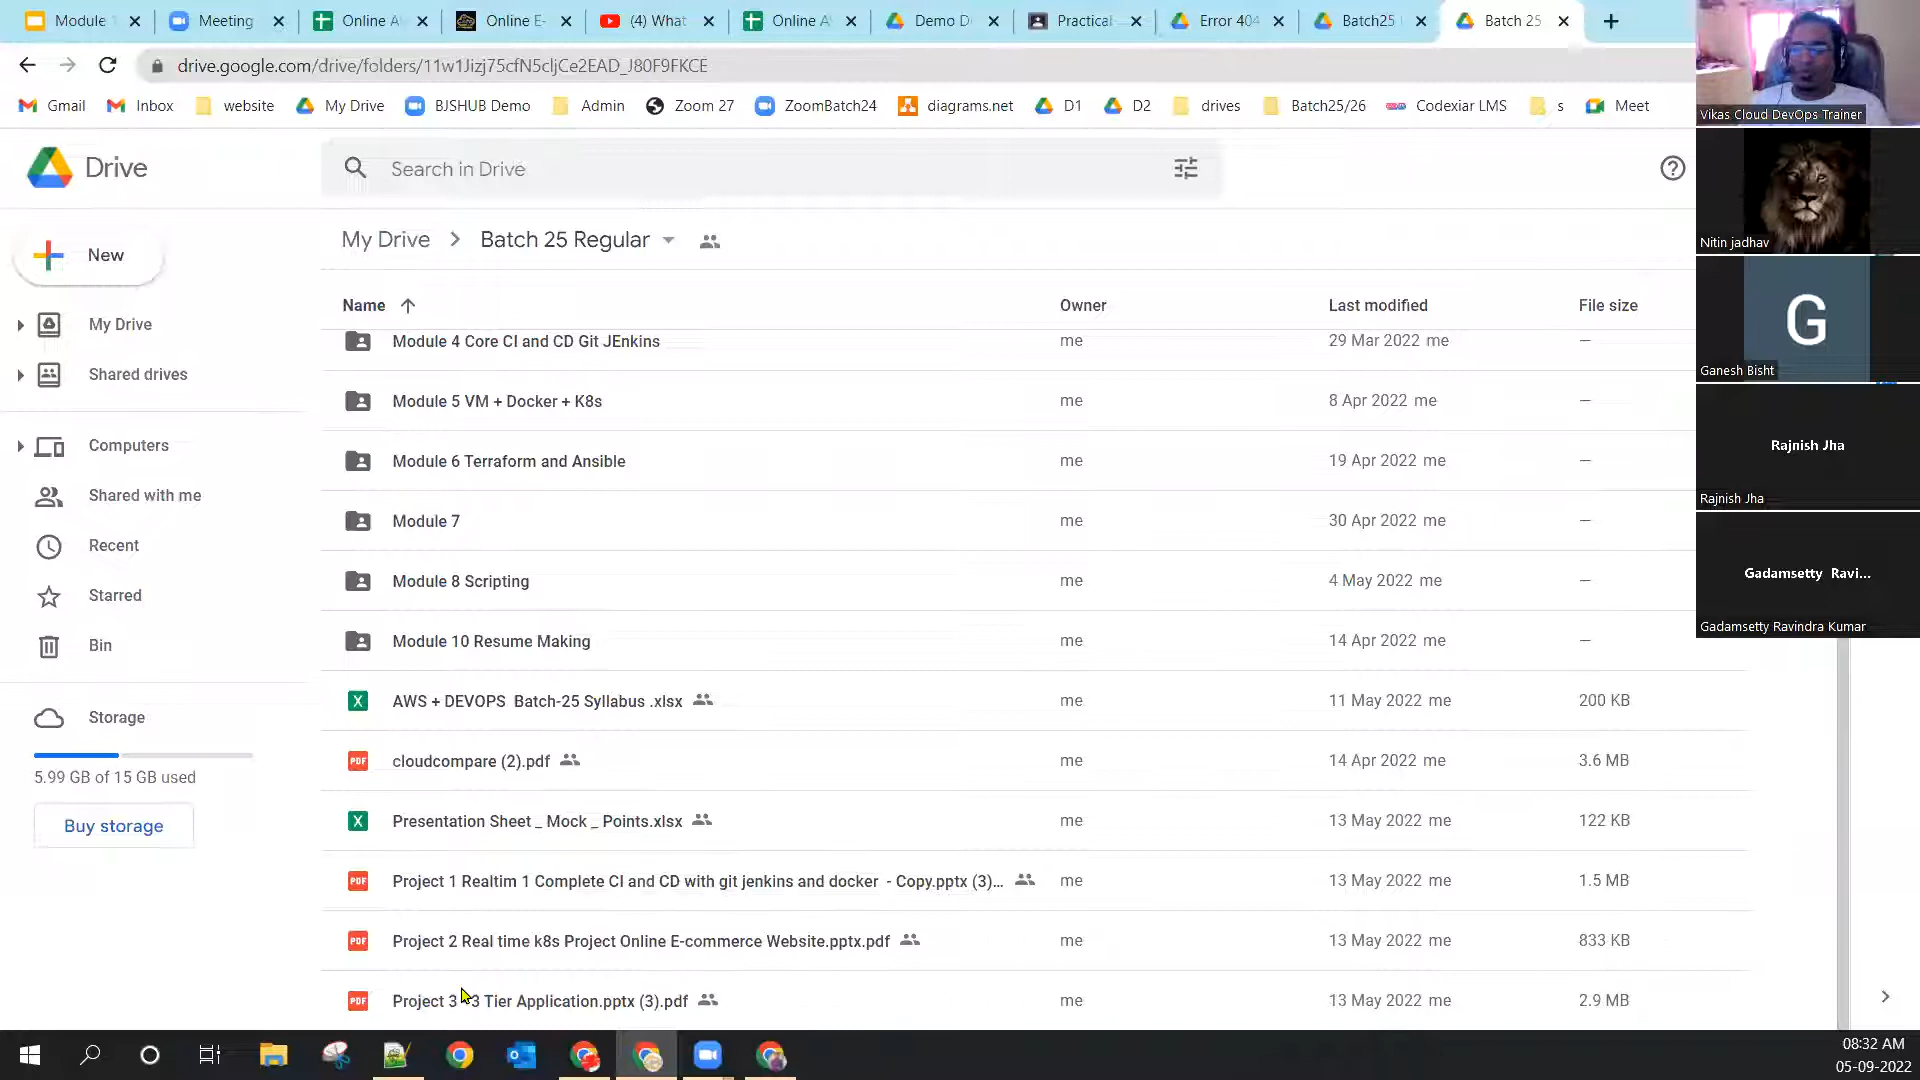 Module
Meeting
Online A
Online E-
(4) What
Online A
Demo D
Practical
Error 404
Batch25
Batch 25
drive.google.com/drive/folders/11w1Jizj75cfN5cljCe2EAD_J80F9FKCE
Gmail
Inbox
website
My Drive
BJSHUB Demo
Admin
Zoom 27
ZoomBatch24
diagrams.net
D1
D2
drives
Batch25/26
Codexiar LMS
s
Meet
Vikas Cloud DevOps Trainer
Drive
Search in Drive
New
My Drive
Shared drives
Computers
Shared with me
Recent
Starred
Bin
Storage
5.99 GB of 15 GB used
Buy storage
My Drive > Batch 25 Regular
Name Owner Last modified File size
Module 4 Core CI and CD Git JEnkins me 29 Mar 2022 me –
Module 5 VM + Docker + K8s me 8 Apr 2022 me –
Module 6 Terraform and Ansible me 19 Apr 2022 me –
Module 7 me 30 Apr 2022 me –
Module 8 Scripting me 4 May 2022 me –
Module 10 Resume Making me 14 Apr 2022 me –
AWS + DEVOPS Batch-25 Syllabus .xlsx me 11 May 2022 me 200 KB
PDF cloudcompare (2).pdf me 14 Apr 2022 me 3.6 MB
Presentation Sheet _ Mock _ Points.xlsx me 13 May 2022 me 122 KB
PDF Project 1 Realtim 1 Complete CI and CD with git jenkins and docker - Copy.pptx (3)... me 13 May 2022 me 1.5 MB
PDF Project 2 Real time k8s Project Online E-commerce Website.pptx.pdf me 13 May 2022 me 833 KB
PDF Project 3 3 Tier Application.pptx (3).pdf me 13 May 2022 me 2.9 MB
Nitin jadhav
G
Ganesh Bisht
Rajnish Jha
Rajnish Jha
Gadamsetty Ravi...
Gadamsetty Ravindra Kumar
08:32 AM
05-09-2022